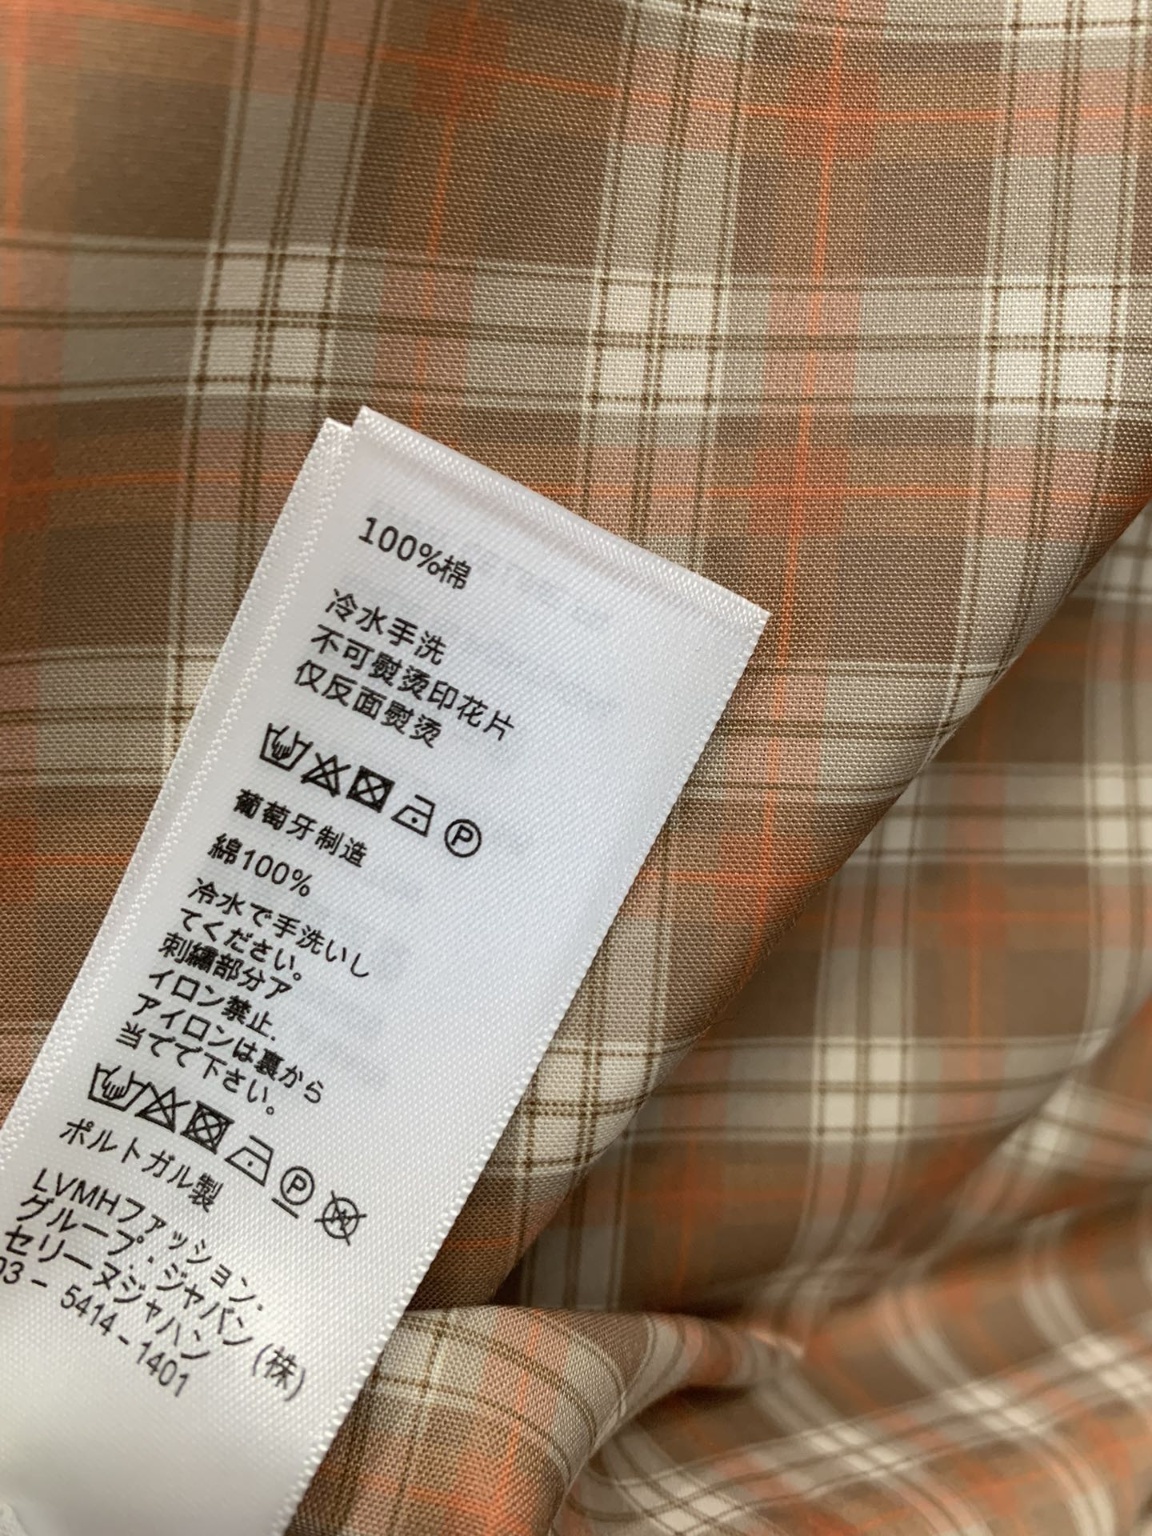 100%棉
冷水手洗
不可熨烫印花片
仅反面熨烫
P
葡萄牙制造
綿100%
冷水で手洗いし
てください。
刺繍部分ア
イロン禁止.
アイロンは裏から
当てで下さい。
P
W
ポルトガル製
LVMHファッション.
グループ.ジャパン(株)
セリーヌジャハン
03- 5414-1401